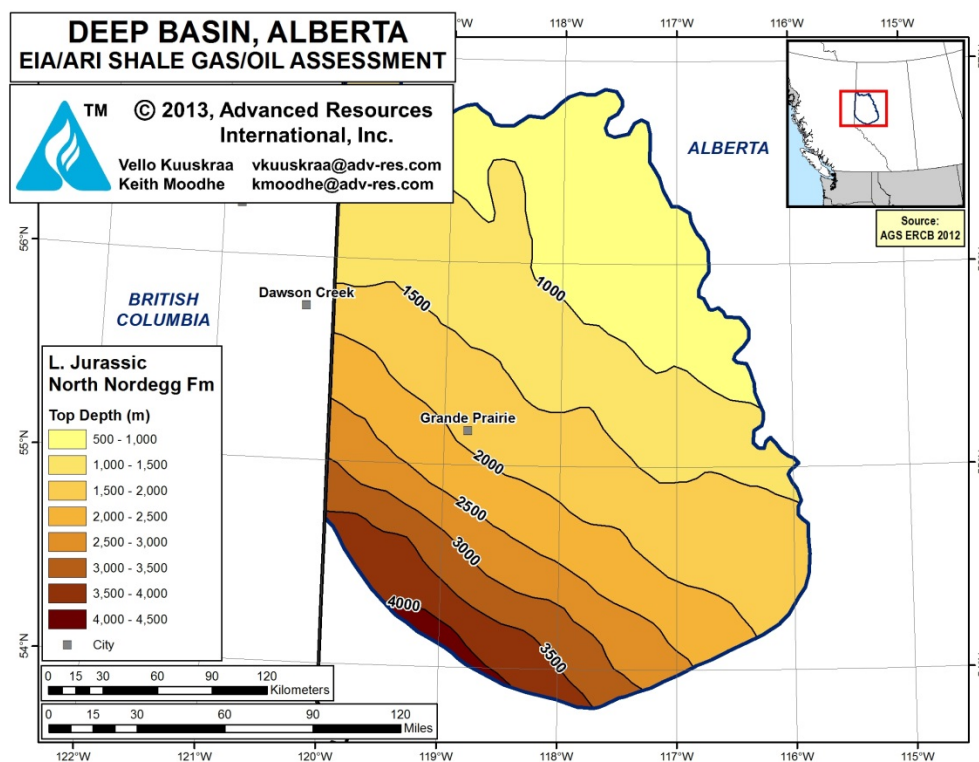 DEEP BASIN, ALBERTA
EIA/ARI SHALE GAS/OIL ASSESSMENT
TM
© 2013, Advanced Resources
International, Inc.
Vello Kuuskraa vkuuskraa@adv-res.com
Keith Moodhe kmoodhe@adv-res.com
118°W 117°W 116°W 115°W
ALBERTA
Source:
AGS ERCB 2012
56°N
BRITISH
COLUMBIA
Dawson Creek
1000
1500
L. Jurassic
North Nordegg Fm
Top Depth (m)
500 - 1,000
1,000 - 1,500
1,500 - 2,000
2,000 - 2,500
2,500 - 3,000
3,000 - 3,500
3,500 - 4,000
4,000 - 4,500
City
Grande Prairie
55°N
2000
2500
3000
4000
3500
54°N
0 15 30 60 90 120
Kilometers
0 15 30 60 90 120
Miles
122°W 121°W 120°W 119°W 118°W 117°W 116°W 115°W